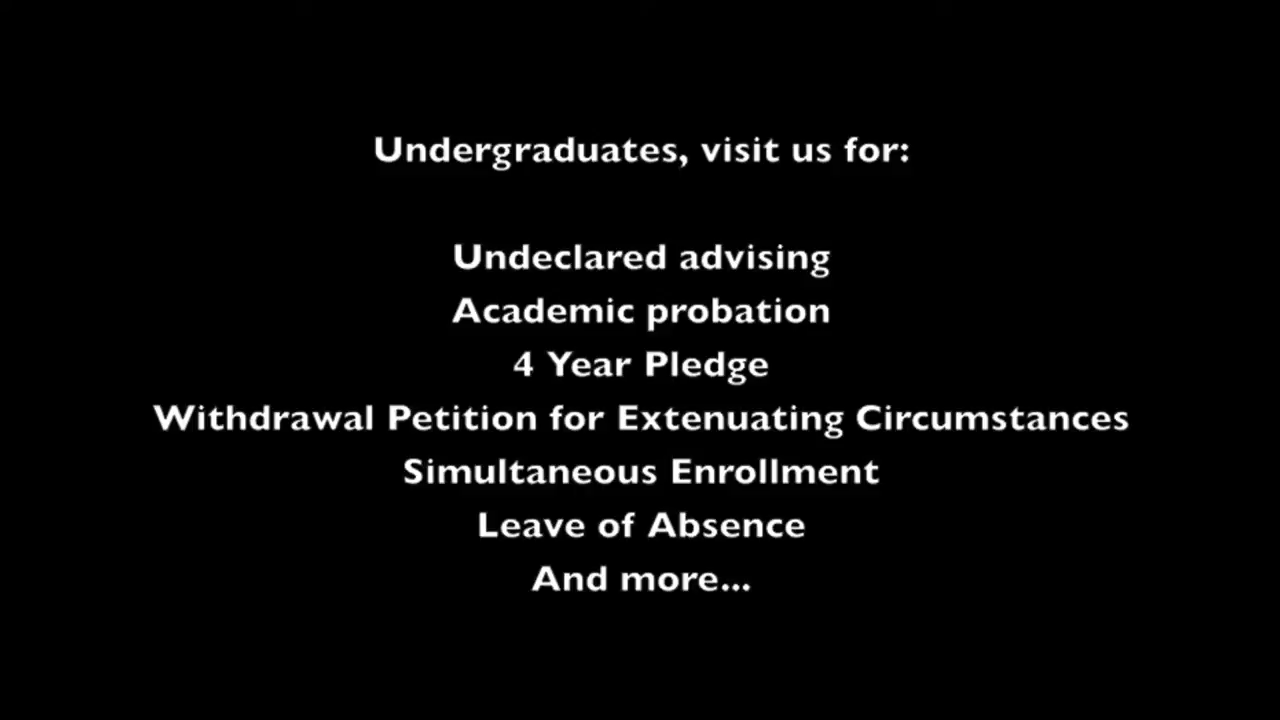 Undergraduates, visit us for:
Undeclared advising
Academic probation
4 Year Pledge
Withdrawal Petition for Extenuating Circumstances
Simultaneous Enrollment
Leave of Absence
And more...